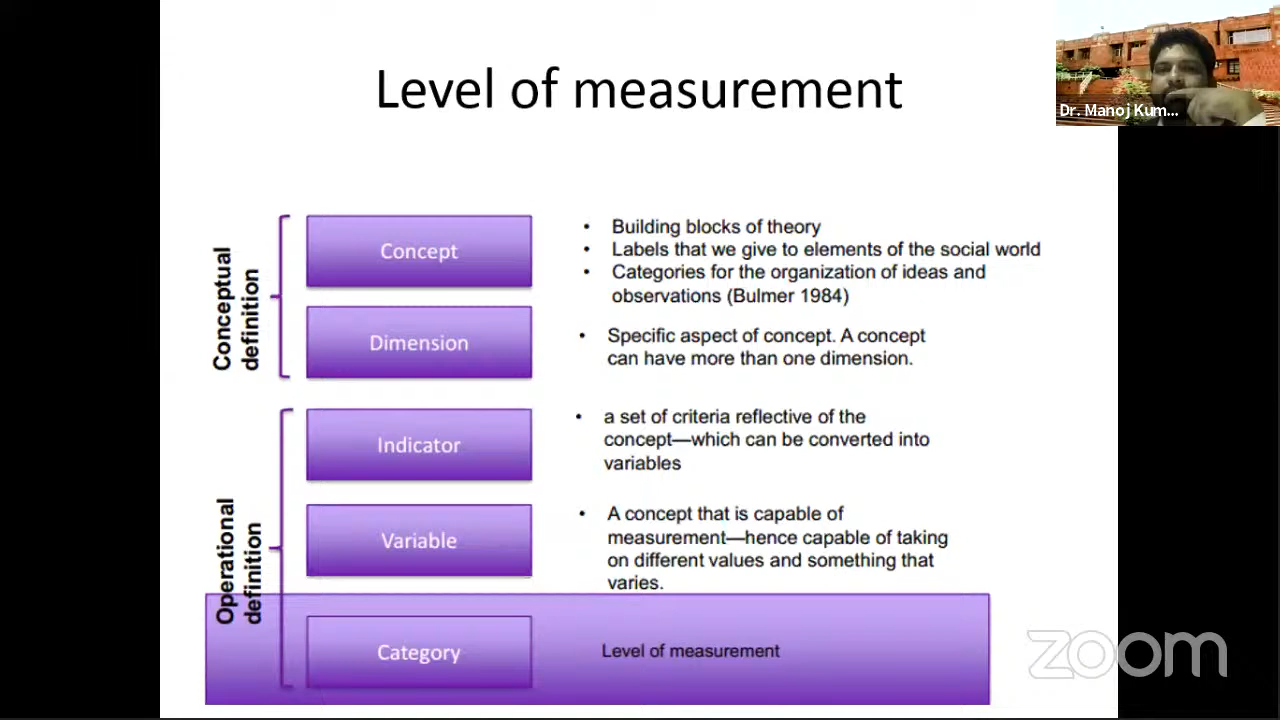 Level of measurement
Dr. Manoj Kum...
Conceptual
definition
Concept
• Building blocks of theory
• Labels that we give to elements of the social world
• Categories for the organization of ideas and
observations (Bulmer 1984)
Dimension
• Specific aspect of concept. A concept
can have more than one dimension.
Operational
definition
Indicator
• a set of criteria reflective of the
concept—which can be converted into
variables
Variable
• A concept that is capable of
measurement—hence capable of taking
on different values and something that
varies.
Category
Level of measurement
zoom